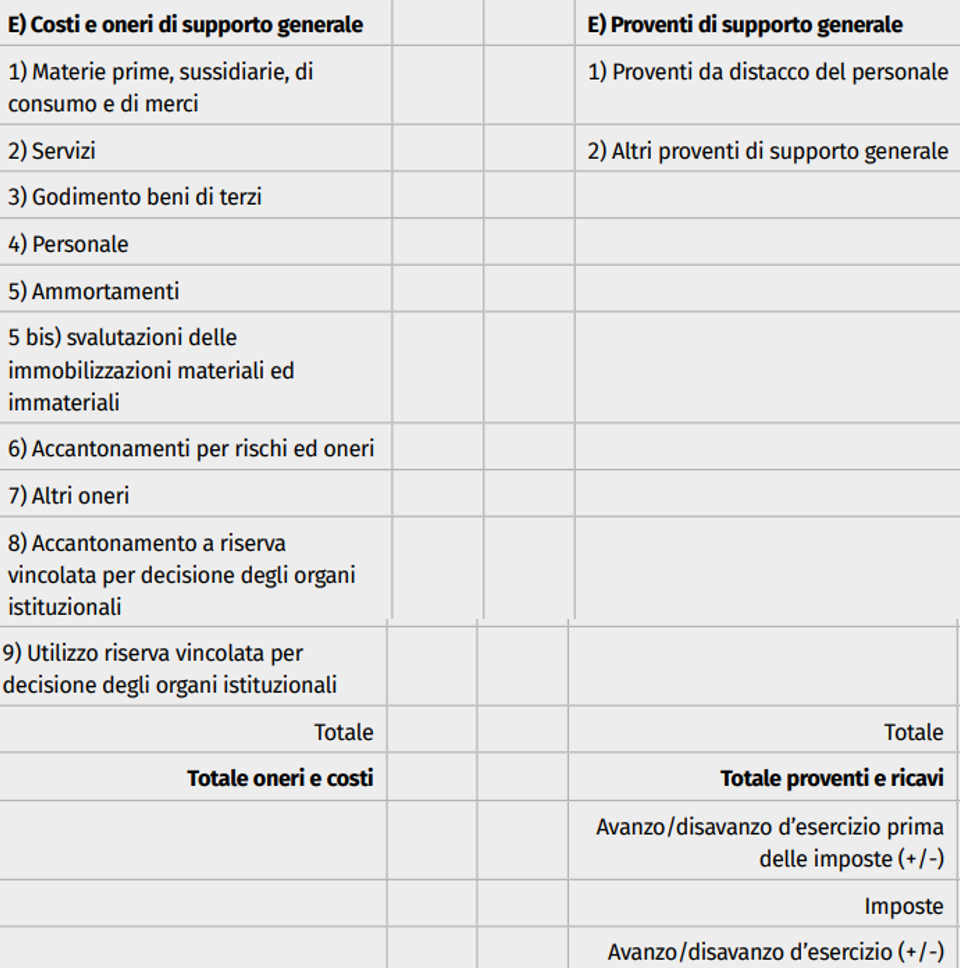 E) Costi e oneri di supporto generale
E) Proventi di supporto generale
1) Materie prime, sussidiarie, di
consumo e di merci
1) Proventi da distacco del personale
2) Servizi
2) Altri proventi di supporto generale
3) Godimento beni di terzi
4) Personale
5) Ammortamenti
5 bis) svalutazioni delle
immobilizzazioni materiali ed
immateriali
6) Accantonamenti per rischi ed oneri
7) Altri oneri
8) Accantonamento a riserva
vincolata per decisione degli organi
istituzionali
9) Utilizzo riserva vincolata per
decisione degli organi istituzionali
Totale
Totale
Totale oneri e costi
Totale proventi e ricavi
Avanzo/disavanzo d’esercizio prima
delle imposte (+/-)
Imposte
Avanzo/disavanzo d’esercizio (+/-)